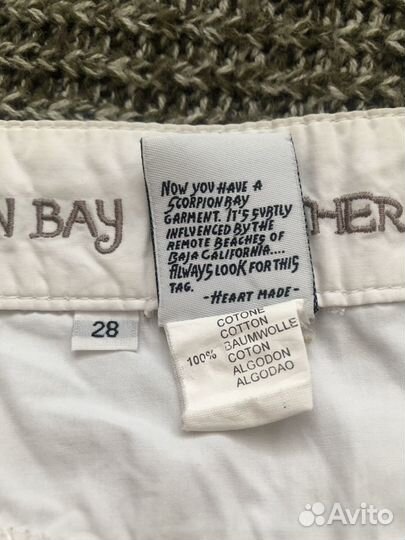 N BAY
HER
NOW YOU HAVE A
SCORPION BAY
GARMENT. IT'S SVBTLY
INFLUENCED BY THE
REMOTE BEACHES OF
BAJA CALIFORNIA....
ALWAYS LOOK FOR THIS
TAG.
-HEART MADE-
28
COTONE
COTTON
100% BAUMWOLLE
COTON
ALGODON
ALGODAO
Avito